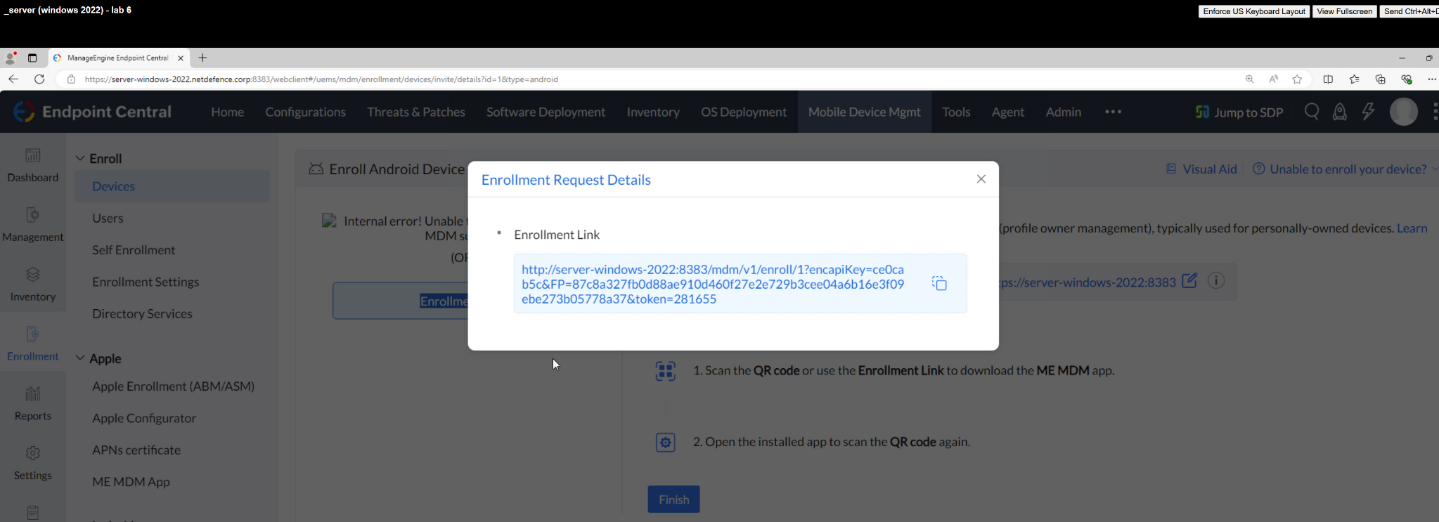 _server (windows 2022) - lab 6
Enforce US Keyboard Layout
View Fullscreen
Send Ctrl+Alt+D
ManageEngine Endpoint Central
https://server-windows-2022.netdefence.corp:8383/webclient#/uems/mdm/enrollment/devices/invite/details?id=1&type=android
Endpoint Central
Home
Configurations
Threats & Patches
Software Deployment
Inventory
OS Deployment
Mobile Device Mgmt
Tools
Agent
Admin
Jump to SDP
Dashboard
Management
Inventory
Enrollment
Reports
Settings
Enroll
Devices
Users
Self Enrollment
Enrollment Settings
Directory Services
Apple
Apple Enrollment (ABM/ASM)
Apple Configurator
APNs certificate
ME MDM App
Enroll Android Device
Visual Aid
Unable to enroll your device?
Internal error! Unable
MDM
(OR
Enrollme
(profile owner management), typically used for personally-owned devices. Learn
ps://server-windows-2022:8383
Enrollment Request Details
Enrollment Link
http://server-windows-2022:8383/mdm/v1/enroll/1?encapiKey=ce0ca
b5c&FP=87c8a327fb0d88ae910d460f27e2e729b3cee04a6b16e3f09
ebe273b05778a37&token=281655
1. Scan the QR code or use the Enrollment Link to download the ME MDM app.
2. Open the installed app to scan the QR code again.
Finish